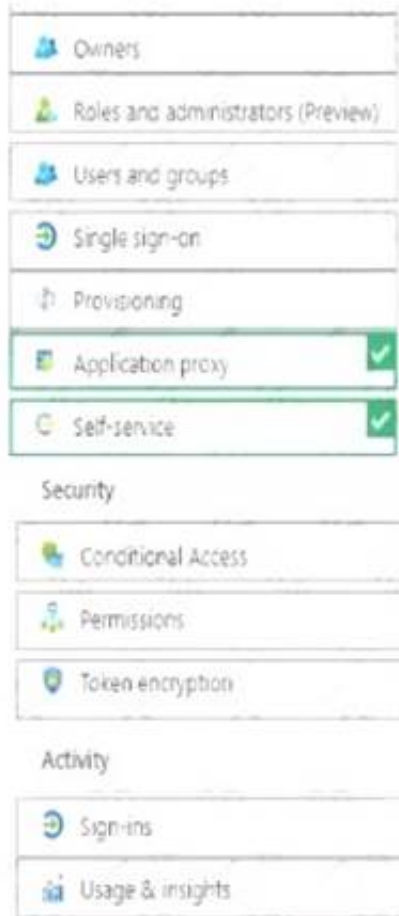 Owners
Roles and administrators (Preview)
Users and groups
Single sign-on
Provisioning
Application proxy
Self-service
Security
Conditional Access
Permissions
Token encryption
Activity
Sign-ins
Usage & insights